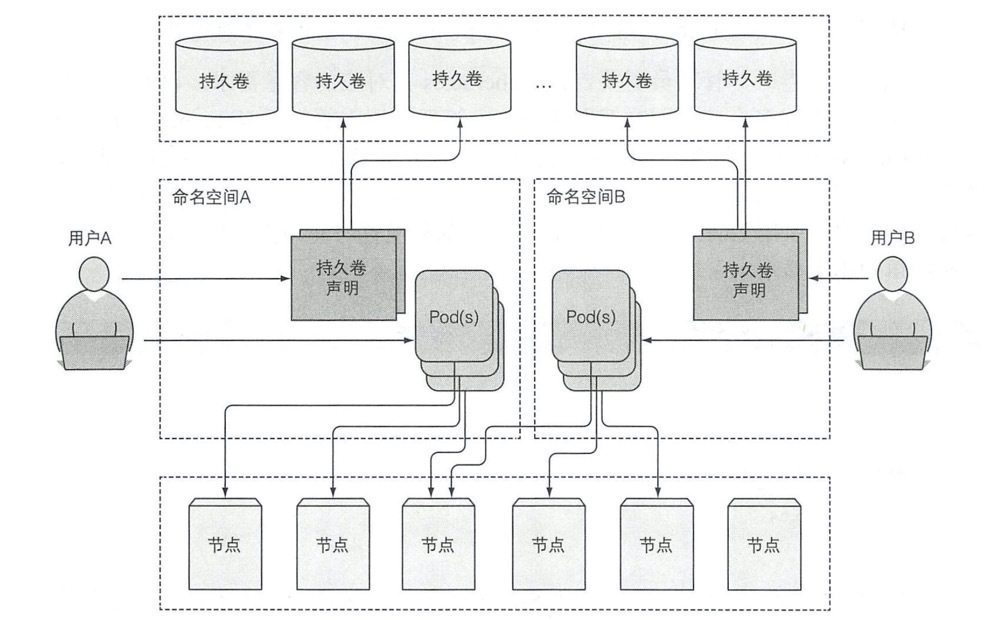 持久卷
持久卷
持久卷
...
持久卷
持久卷
命名空间A
命名空间B
用户A
用户B
持久卷
声明
持久卷
声明
Pod(s)
Pod(s)
节点
节点
节点
节点
节点
节点